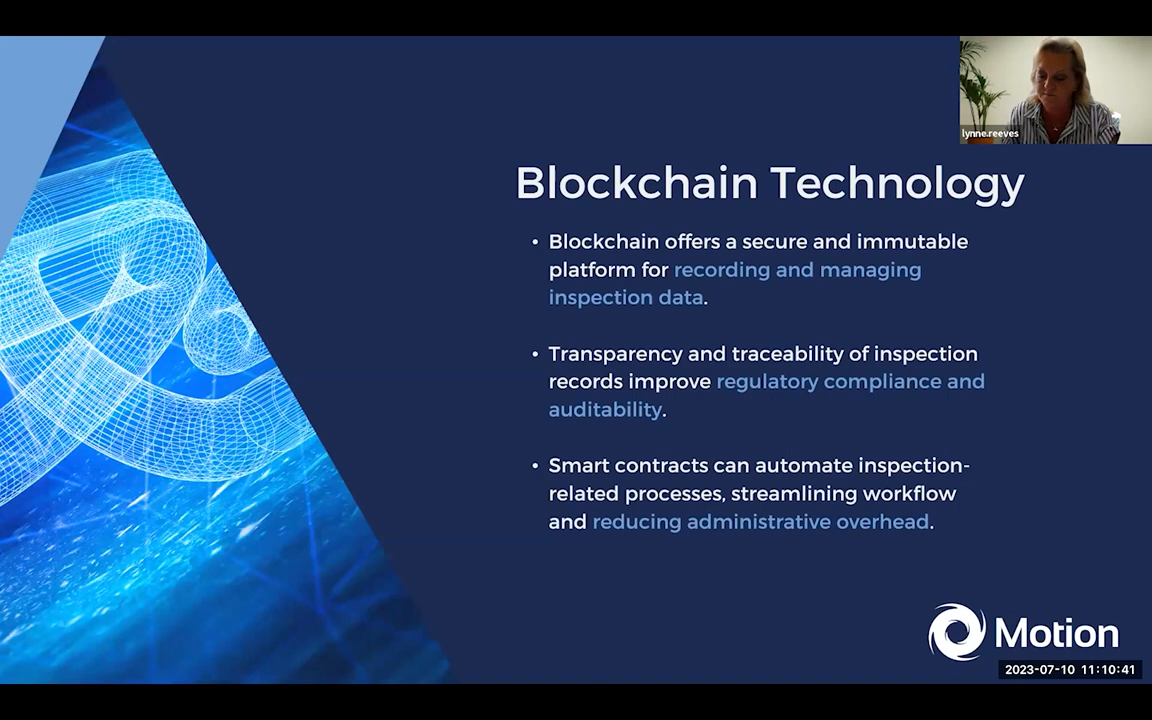 lynne.reeves
Blockchain Technology
• Blockchain offers a secure and immutable
platform for recording and managing
inspection data.
• Transparency and traceability of inspection
records improve regulatory compliance and
auditability.
• Smart contracts can automate inspection-
related processes, streamlining workflow
and reducing administrative overhead.
Motion
2023-07-10 11:10:41